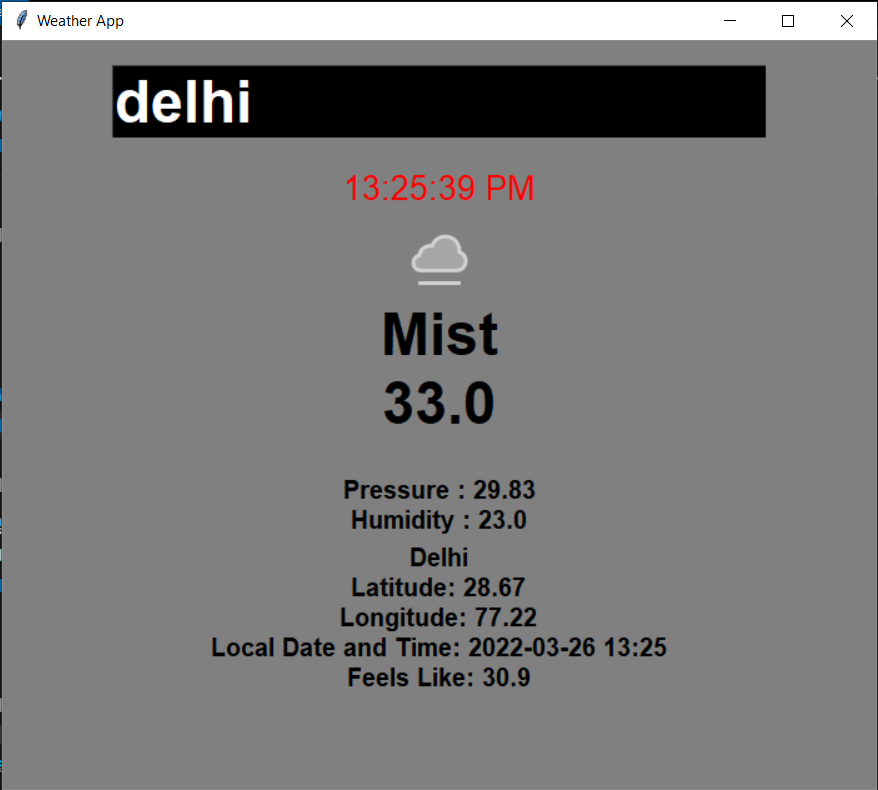 Weather App
delhi
13:25:39 PM
Mist
33.0
Pressure : 29.83
Humidity : 23.0
Delhi
Latitude: 28.67
Longitude: 77.22
Local Date and Time: 2022-03-26 13:25
Feels Like: 30.9